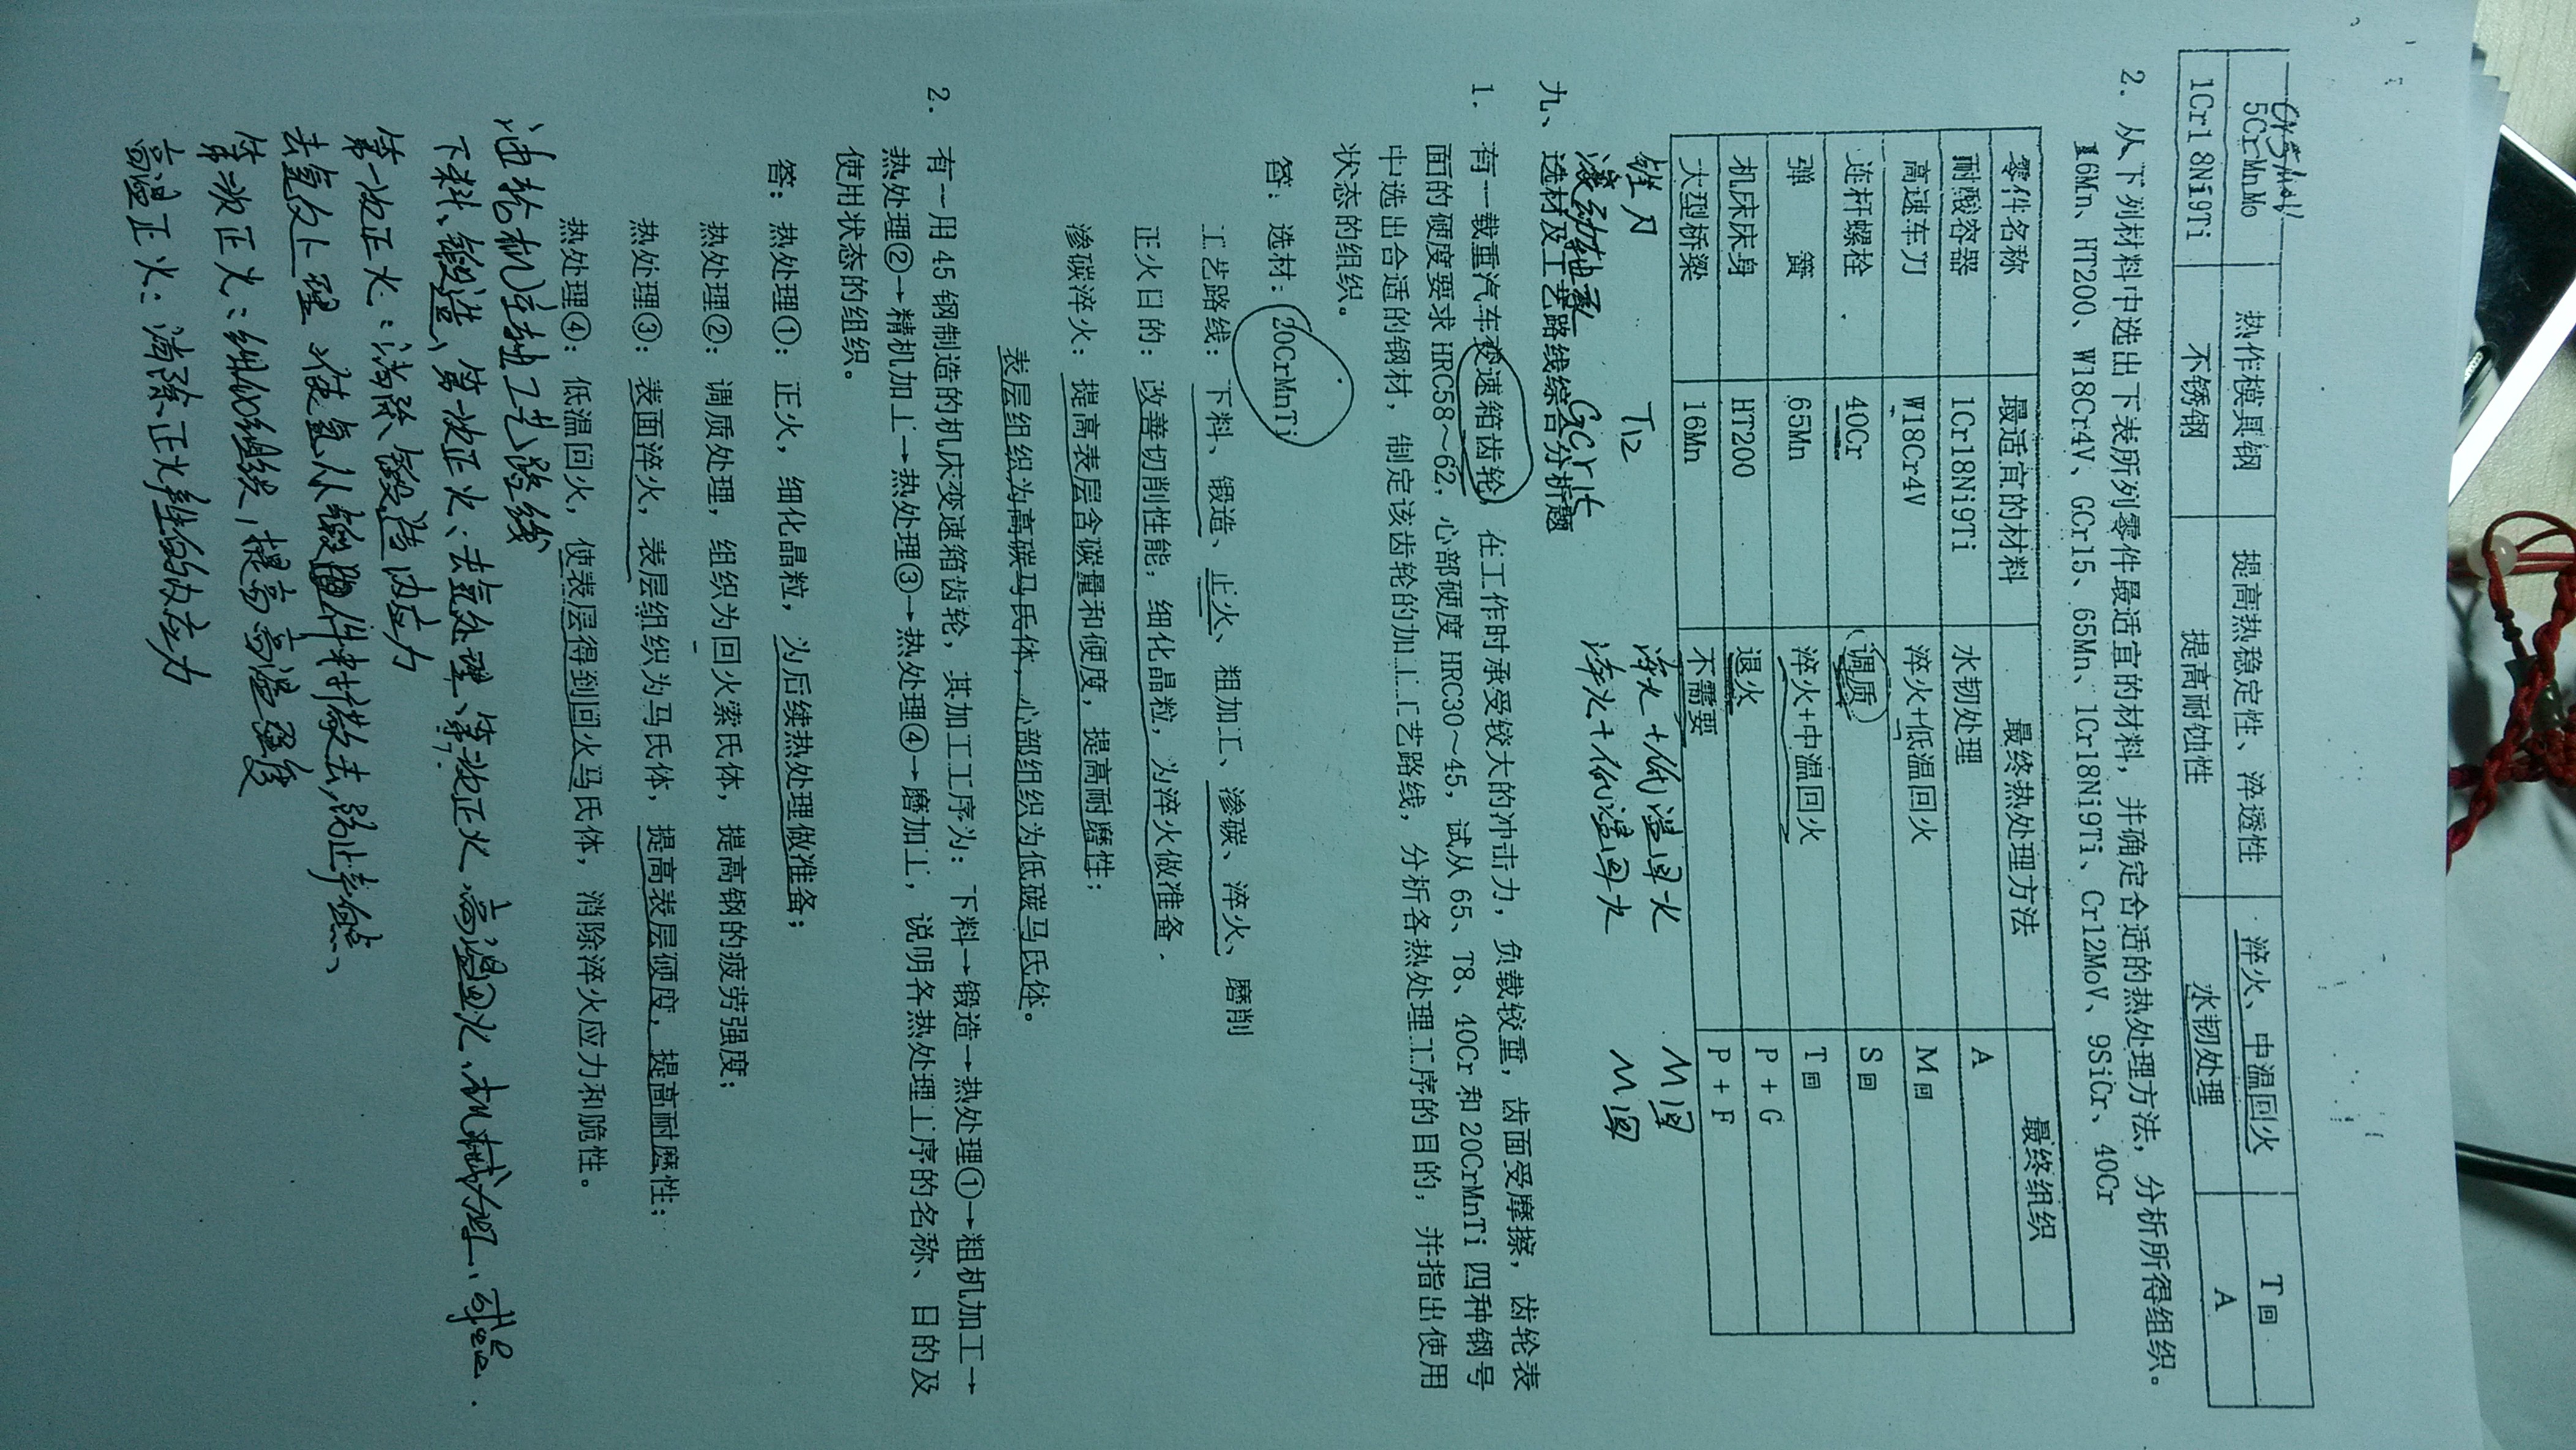 Cr5MoV
5CrMnMo 热作模具钢 提高热稳定性、淬透性 淬火、中温回火 T回
1Cr18Ni9Ti 不锈钢 提高耐蚀性 水韧处理 A
2. 从下列材料中选出下表所列零件最适宜的材料，并确定合适的热处理方法，分析所得组织。
16Mn、HT200、W18Cr4V、GCr15、65Mn、1Cr18Ni9Ti、Cr12MoV、9SiCr、40Cr
零件名称 最适宜的材料 最终热处理方法 最终组织
耐酸容器 1Cr18Ni9Ti 水韧处理 A
高速车刀 W18Cr4V 淬火+低温回火 M回
连杆螺栓 40Cr 调质 S回
弹 簧 65Mn 淬火+中温回火 T回
机床床身 HT200 退火 P+G
大型桥梁 16Mn 不需要 P+F
锉刀 T12 淬火+低温回火 M回
滚动轴承 GCr15 淬火+低温回火 M回
九、选材及工艺路线综合分析题
1. 有一载重汽车变速箱齿轮，在工作时承受较大的冲击力，负载较重，齿面受摩擦，齿轮表
面的硬度要求 HRC58～62，心部硬度 HRC30～45，试从 65、T8、40Cr 和 20CrMnTi 四种钢号
中选出合适的钢材，制定该齿轮的加工工艺路线，分析各热处理工序的目的，并指出使用
状态的组织。
答：选材：20CrMnTi
工艺路线：下料、锻造、正火、粗加工、渗碳、淬火、磨削
正火目的：改善切削性能，细化晶粒，为淬火做准备．
渗碳淬火：提高表层含碳量和硬度，提高耐磨性；
表层组织为高碳马氏体，心部组织为低碳马氏体。
2. 有一用 45 钢制造的机床变速箱齿轮，其加工工序为：下料→锻造→热处理①→粗机加工→
热处理②→精机加工→热处理③→热处理④→磨加工，说明各热处理工序的名称、目的及
使用状态的组织。
答：热处理①：正火，细化晶粒，为后续热处理做准备；
热处理②：调质处理，组织为回火索氏体，提高钢的疲劳强度；
热处理③：表面淬火，表层组织为马氏体，提高表层硬度，提高耐磨性；
热处理④：低温回火，使表层得到回火马氏体，消除淬火应力和脆性。
汽轮机主轴工艺路线
下料、锻造、第一次正火、去氢处理、第二次正火、高温回火、机械加工、
第一次正火：消除锻造内应力
去氢处理：使氢从锻件中扩散去，防止产生白点、
第二次正火：细化组织，提高高温强度
高温正火：消除正火产生的内应力